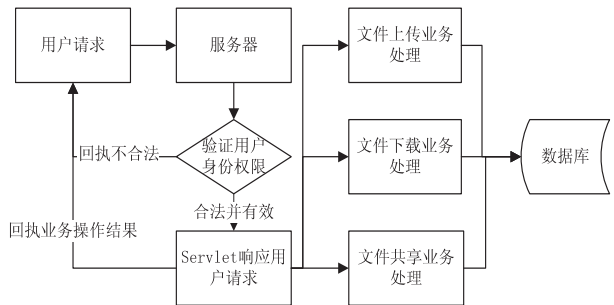 用户请求
服务器
文件上传业务
处理
验证用户
身份权限
回执不合法
文件下载业务
处理
数据库
合法并有效
回执业务操作结果
Servlet响应用
户请求
文件共享业务
处理